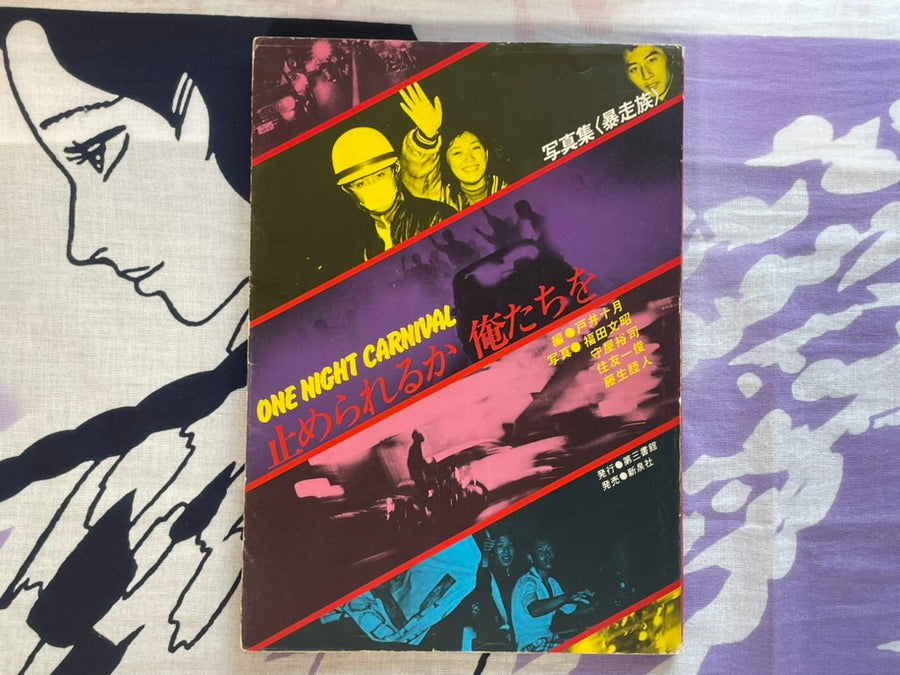 写真集〈暴走族〉
ONE NIGHT CARNIVAL
止められるか 俺たちを
編●戸井十月
写真●福田文昭
守屋裕司
住友一俊
藤生睦人
発行●第三書館
発売●新泉社